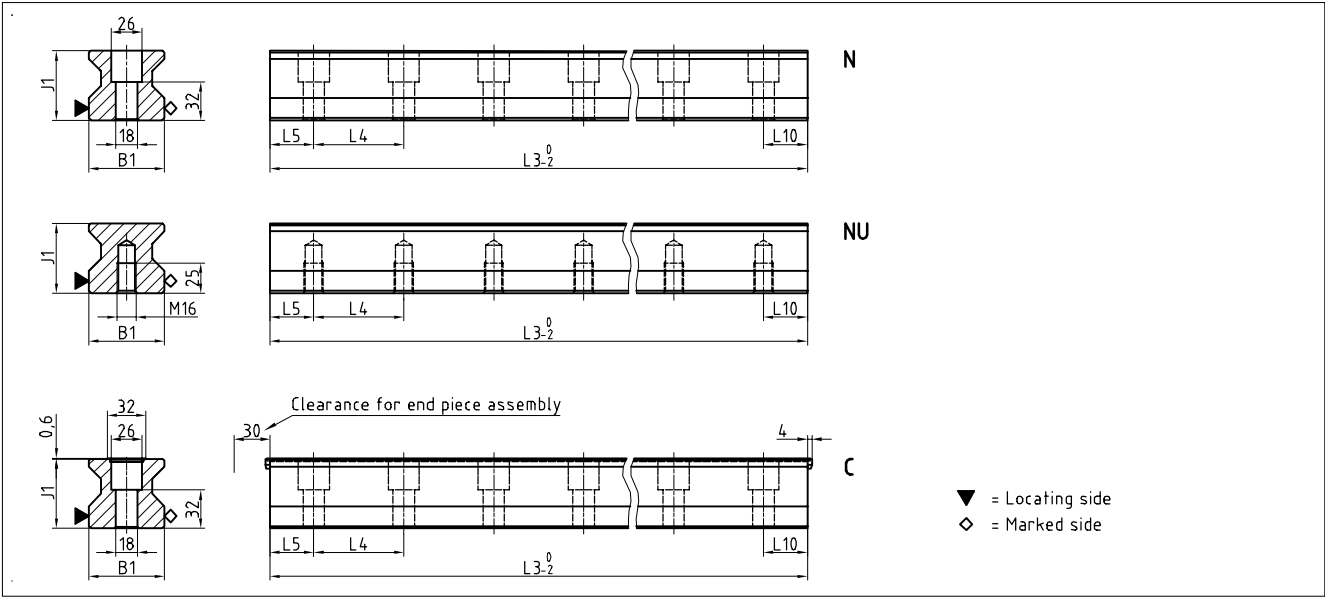 26
N
J1
32
18
L5 L4 L10
B1
L3 0 -2
NU
J1
25
L5 L4 L10
M16
B1
L3 0 -2
Clearance for end piece assembly
32
0,6
26
30
4
C
J1
32
▼ = Locating side
◇ = Marked side
18
L5 L4 L10
B1
L3 0 -2